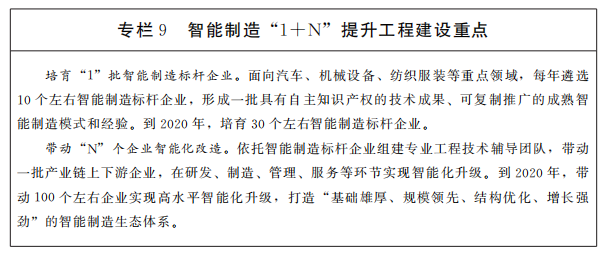 专栏9 智能制造“1＋N”提升工程建设重点
培育“1”批智能制造标杆企业。面向汽车、机械设备、纺织服装等重点领域，每年遴选
10个左右智能制造标杆企业，形成一批具有自主知识产权的技术成果、可复制推广的成熟智
能制造模式和经验。到2020年，培育30个左右智能制造标杆企业。
带动“N”个企业智能化改造。依托智能制造标杆企业组建专业工程技术辅导团队，带动
一批产业链上下游企业，在研发、制造、管理、服务等环节实现智能化升级。到2020年，带
动100个左右企业实现高水平智能化升级，打造“基础雄厚、规模领先、结构优化、增长强
劲”的智能制造生态体系。